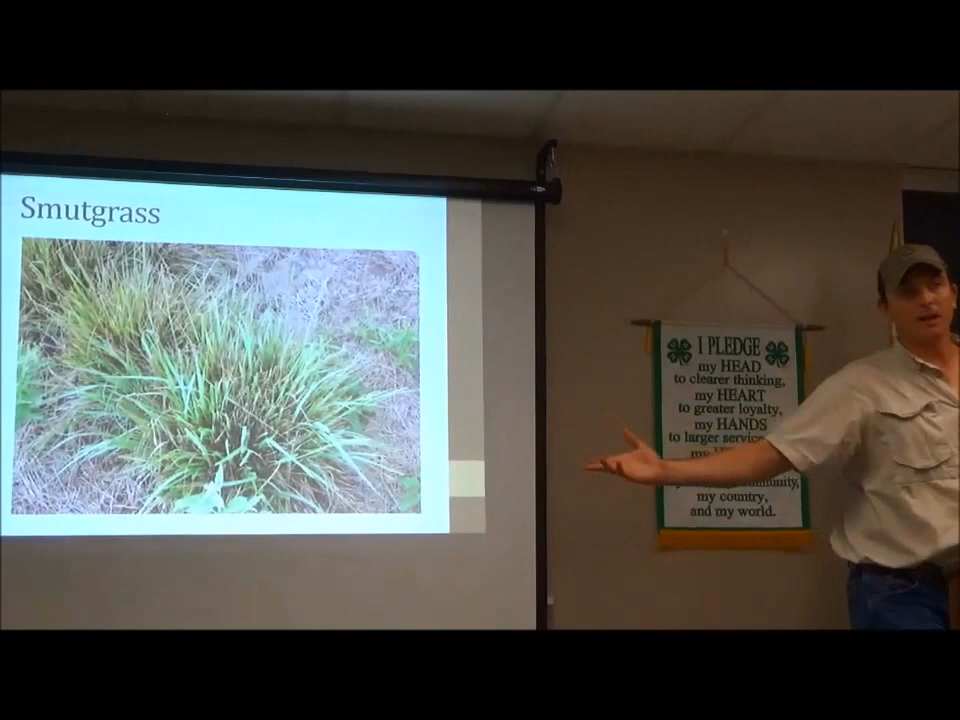 Smutgrass
I PLEDGE
my HEAD
to clearer thinking,
my HEART
to greater loyalty,
my HANDS
to larger service
my
community,
my country,
and my world.